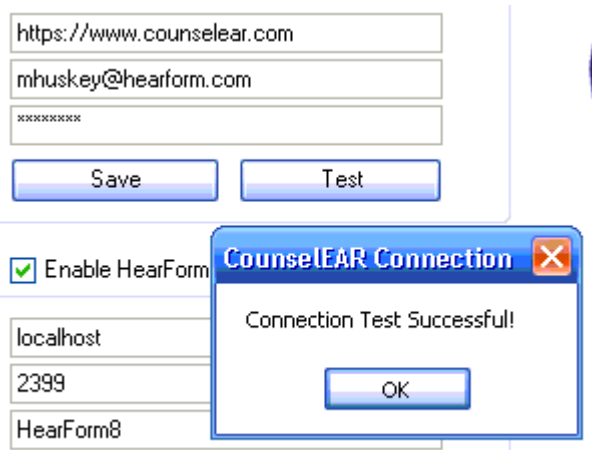 https://www.counselear.com
mhuskey@hearform.com
********
Save Test
Enable HearForm
CounselEAR Connection
Connection Test Successful!
OK
localhost
2399
HearForm8